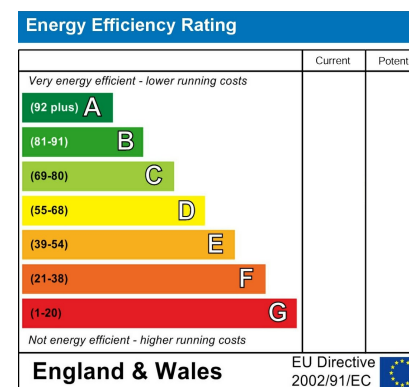 Energy Efficiency Rating
Current Potent
Very energy efficient - lower running costs
(92 plus) A
(81-91) B
(69-80) C
(55-68) D
(39-54) E
(21-38) F
(1-20) G
Not energy efficient - higher running costs
England & Wales
EU Directive
2002/91/EC